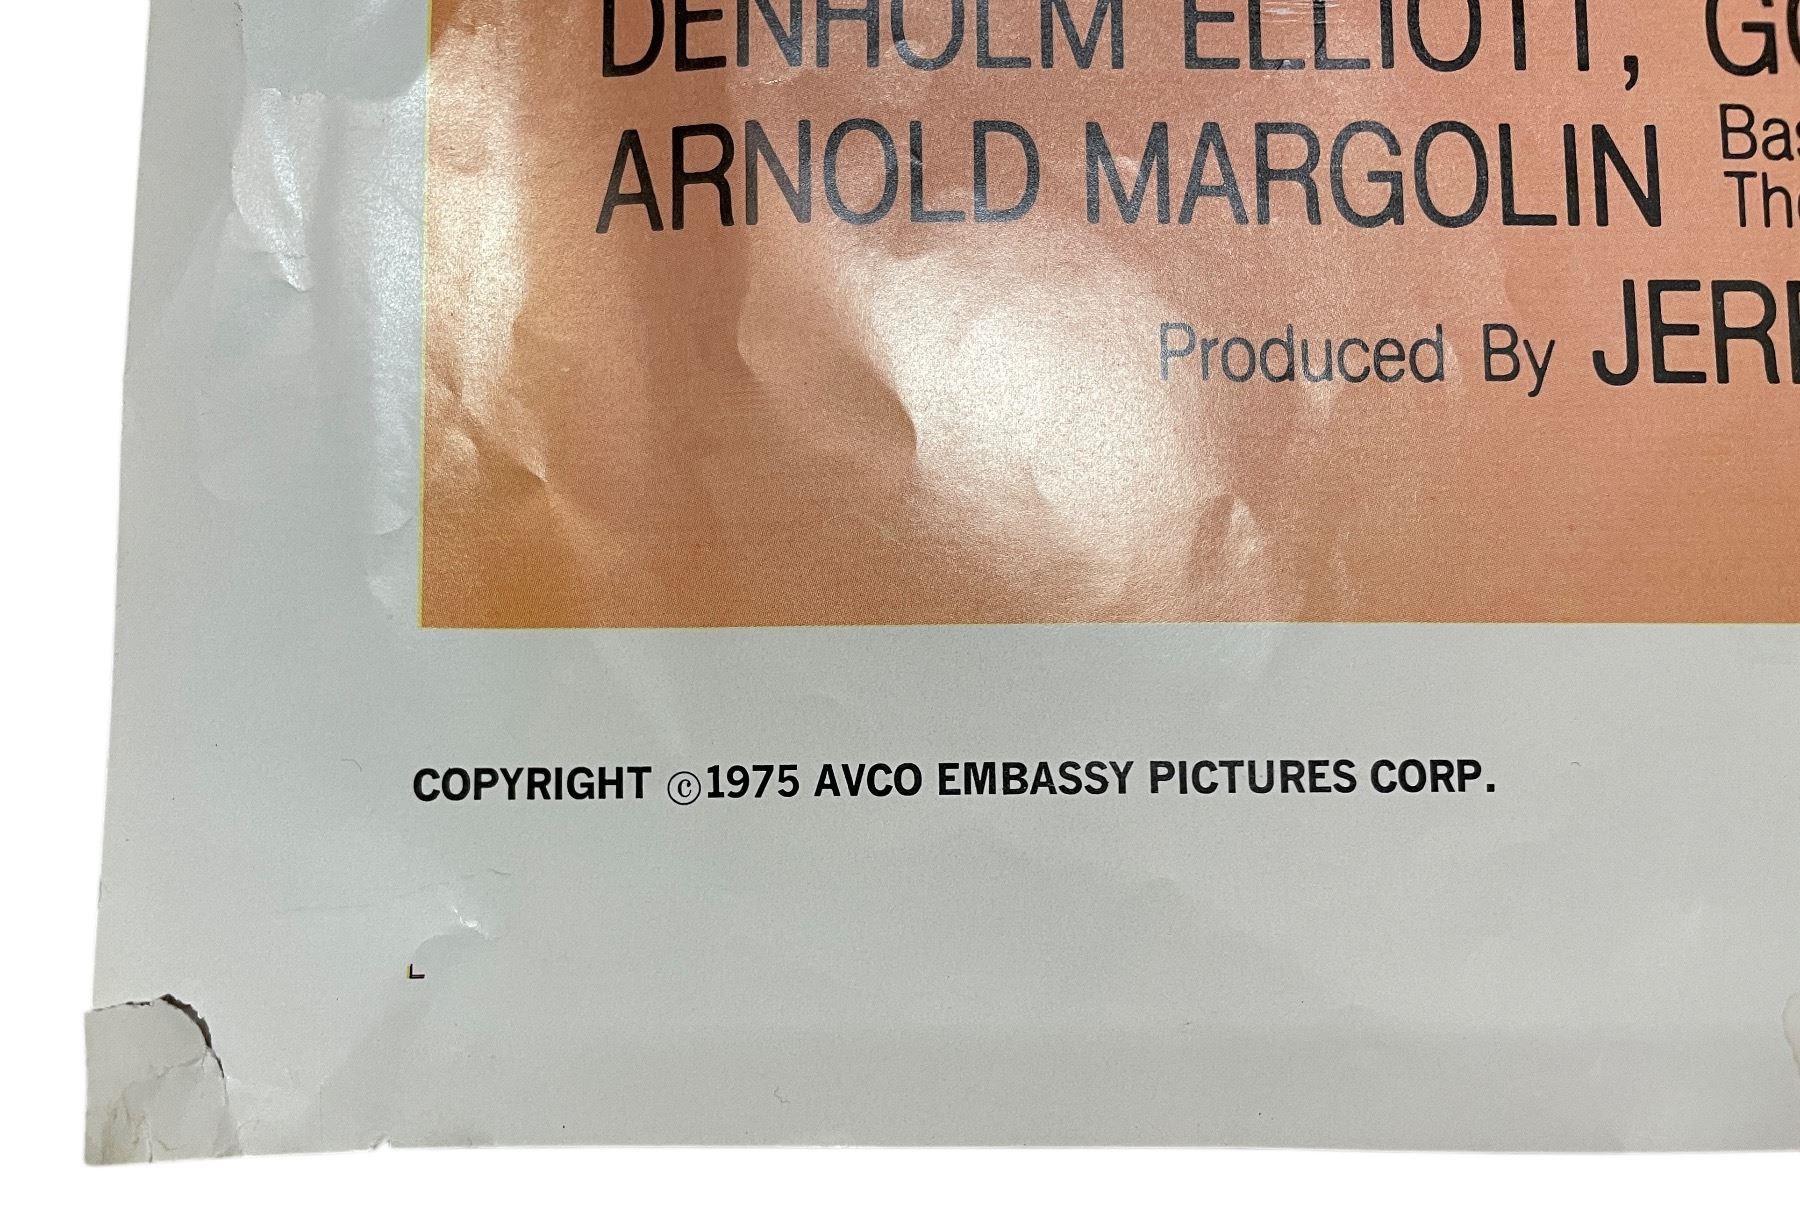 DENHOLM ELLIOTT,
ARNOLD MARGOLIN
Produced By
COPYRIGHT ©1975 AVCO EMBASSY PICTURES CORP.